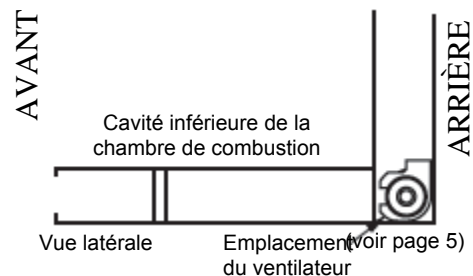 AVANT
ARRIÈRE
Cavité inférieure de la
chambre de combustion
Vue latérale
Emplacement (voir page 5)
du ventilateur